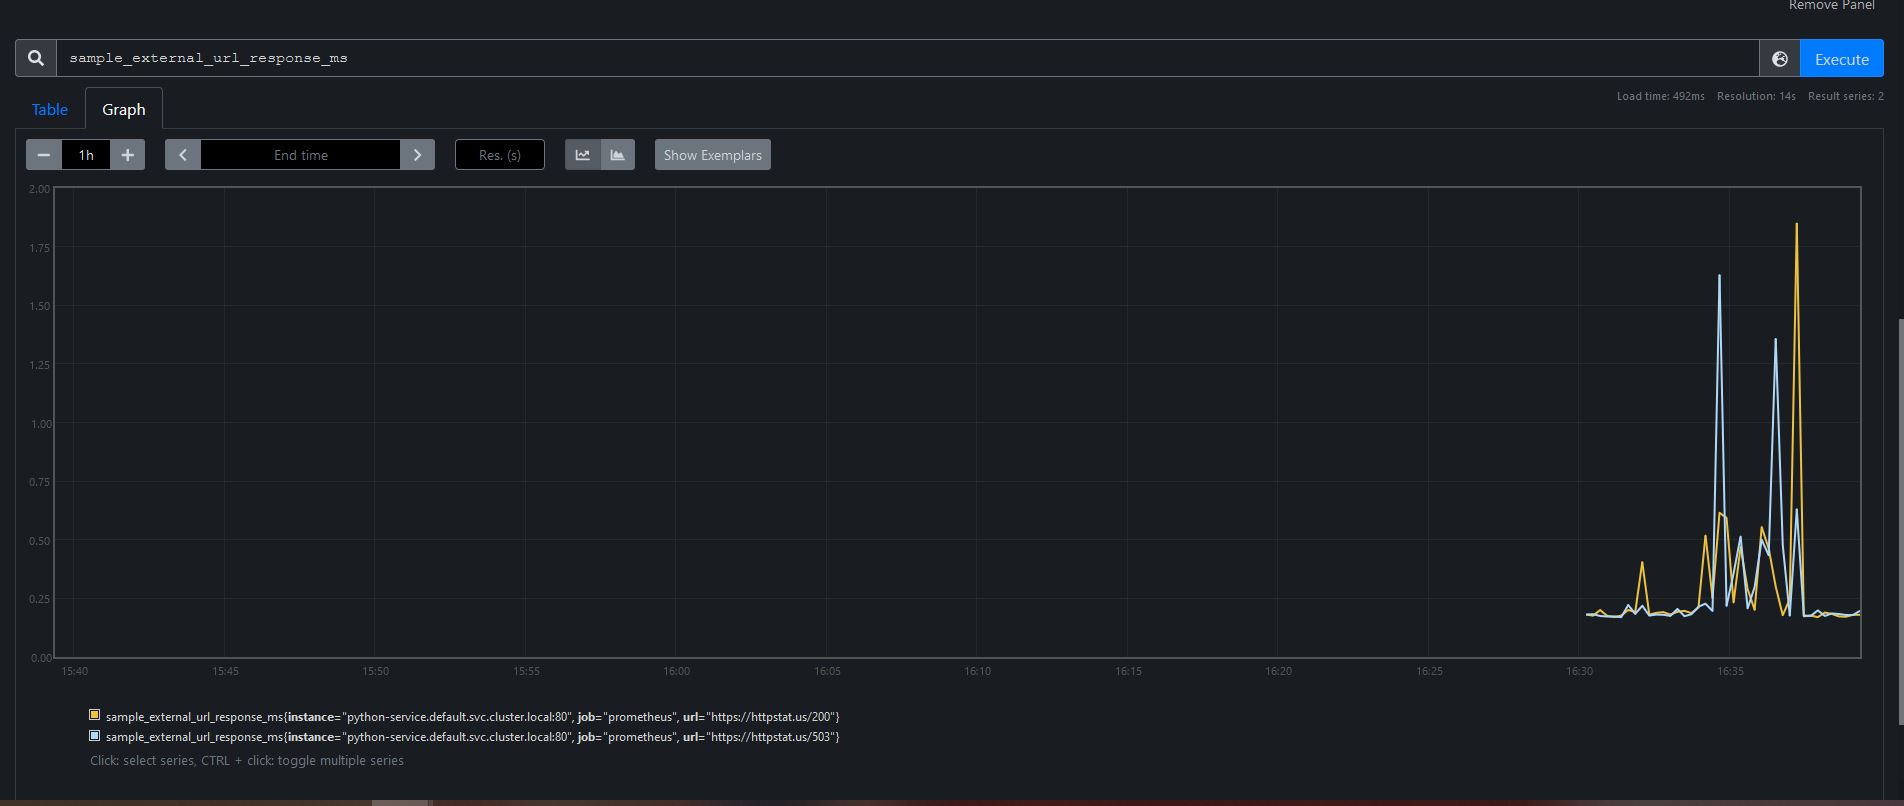 Remove Panel
sample_external_url_response_ms
Execute
Table
Graph
Load time: 492ms Resolution: 14s Result series: 2
1h
End time
Res. (s)
Show Exemplars
2.00
1.75
1.50
1.25
1.00
0.75
0.50
0.25
0.00
15:40 15:45 15:50 15:55 16:00 16:05 16:10 16:15 16:20 16:25 16:30 16:35
sample_external_url_response_ms{instance="python-service.default.svc.cluster.local:80", job="prometheus", url="https://httpstat.us/200"}
sample_external_url_response_ms{instance="python-service.default.svc.cluster.local:80", job="prometheus", url="https://httpstat.us/503"}
Click: select series, CTRL + click: toggle multiple series